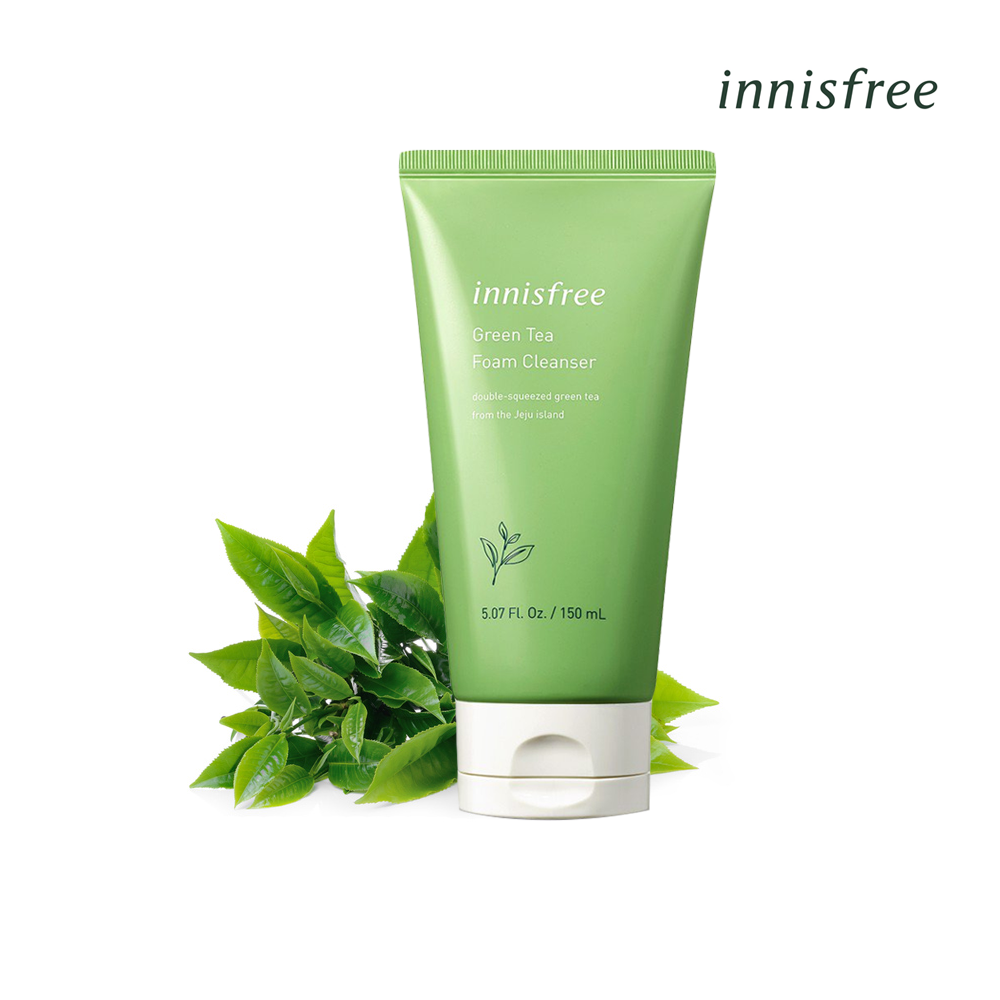 innisfree
innisfree
Green Tea
Foam Cleanser
double-squeezed green tea
from the Jeju island
5.07 Fl. Oz. / 150 mL